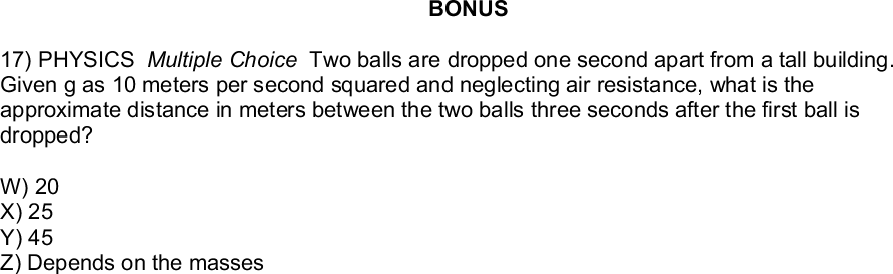 BONUS
17) PHYSICS Multiple Choice Two balls are dropped one second apart from a tall building.
Given g as 10 meters per second squared and neglecting air resistance, what is the
approximate distance in meters between the two balls three seconds after the first ball is
dropped?
W) 20
X) 25
Y) 45
Z) Depends on the masses